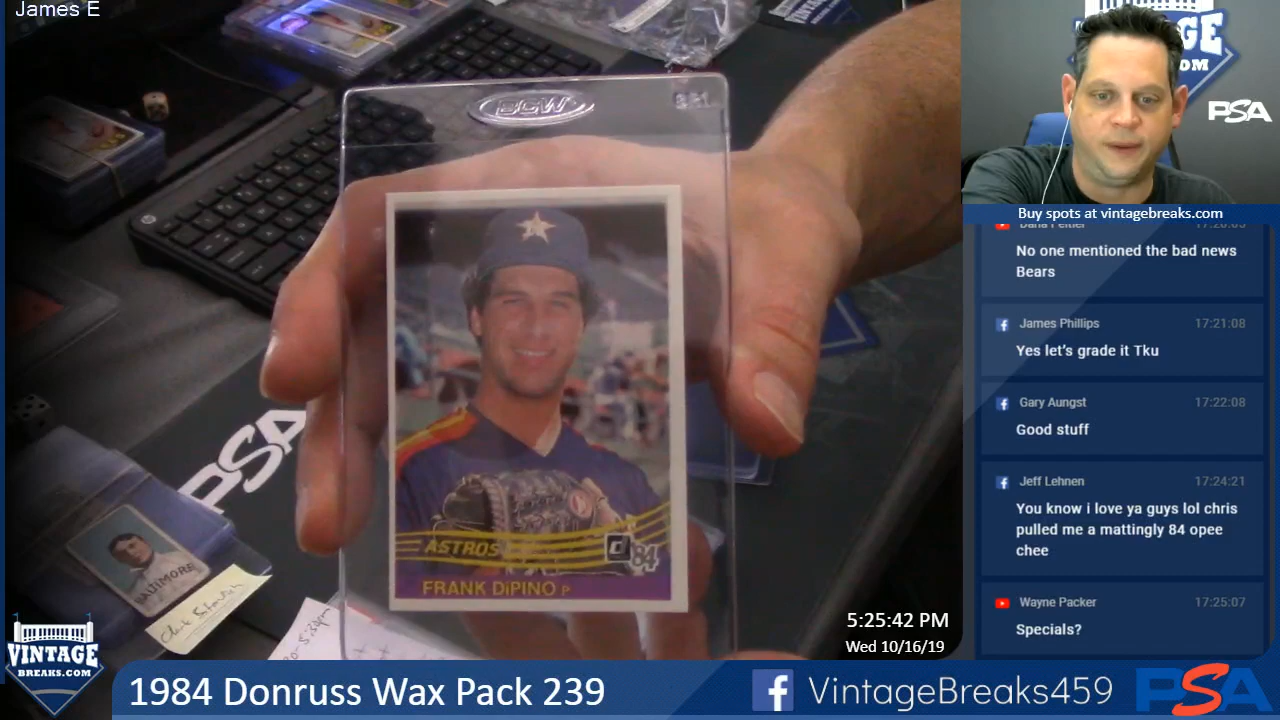 James E
BCW
PSA
BALTIMORE
ASTROS
d '84
FRANK DiPINO P
GE
OM
PSA
Buy spots at vintagebreaks.com
No one mentioned the bad news
Bears
James Phillips 17:21:08
Yes let's grade it Tku
Gary Aungst 17:22:08
Good stuff
Jeff Lehnen 17:24:21
You know i love ya guys lol chris
pulled me a mattingly 84 opee
chee
Wayne Packer 17:25:07
Specials?
5:25:42 PM
Wed 10/16/19
VINTAGE
BREAKS.COM
1984 Donruss Wax Pack 239
f VintageBreaks459
PSA